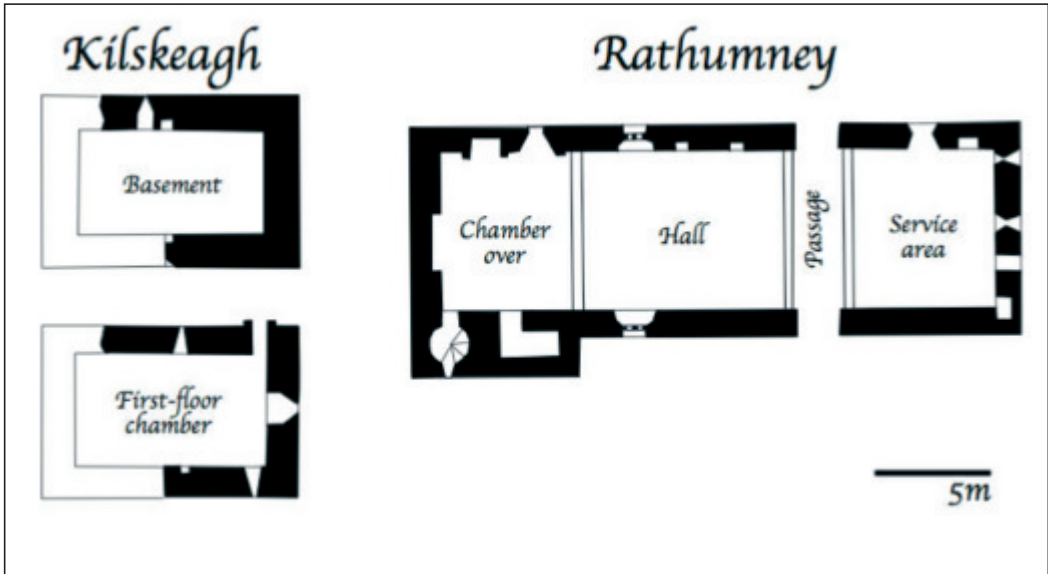 Kilskeagh
Basement
First-floor
chamber
Rathumney
Chamber
over
Hall
Passage
Service
area
5m